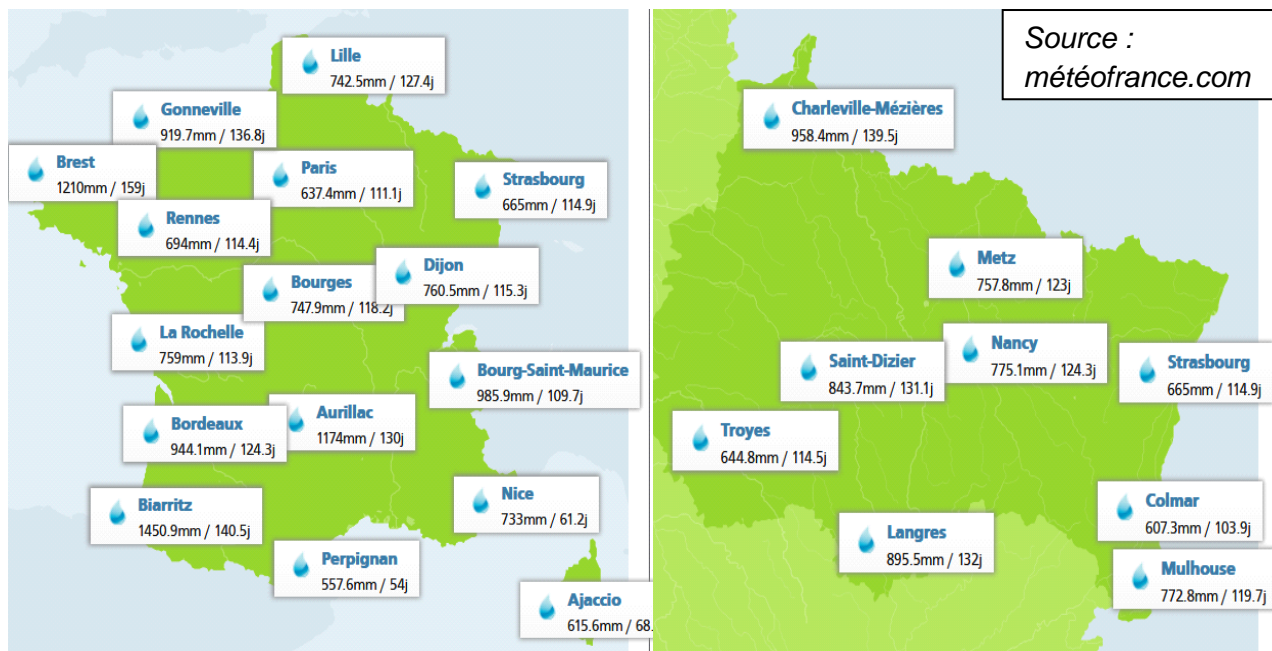 Lille
742.5mm / 127.4j
Gonneville
919.7mm / 136.8j
Brest
1210mm / 159j
Paris
637.4mm / 111.1j
Strasbourg
665mm / 114.9j
Rennes
694mm / 114.4j
Dijon
760.5mm / 115.3j
Bourges
747.9mm / 118.2j
La Rochelle
759mm / 113.9j
Bourg-Saint-Maurice
985.9mm / 109.7j
Aurillac
1174mm / 130j
Bordeaux
944.1mm / 124.3j
Nice
733mm / 61.2j
Biarritz
1450.9mm / 140.5j
Perpignan
557.6mm / 54j
Ajaccio
615.6mm / 68.
Source :
météofrance.com
Charleville-Mézières
958.4mm / 139.5j
Metz
757.8mm / 123j
Nancy
775.1mm / 124.3j
Saint-Dizier
843.7mm / 131.1j
Strasbourg
665mm / 114.9j
Troyes
644.8mm / 114.5j
Colmar
607.3mm / 103.9j
Langres
895.5mm / 132j
Mulhouse
772.8mm / 119.7j